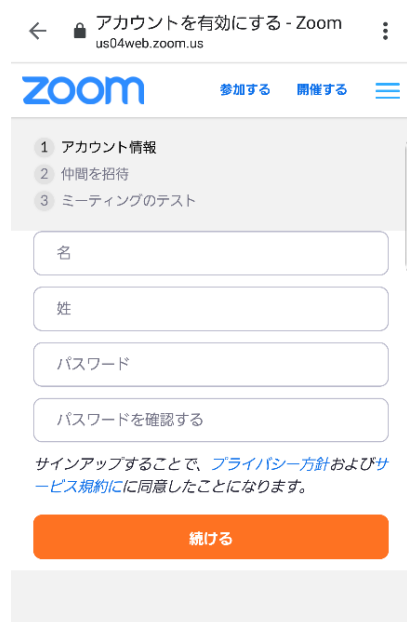 アカウントを有効にする - Zoom
us04web.zoom.us
zoom 参加する 開催する
1 アカウント情報
2 仲間を招待
3 ミーティングのテスト
名
姓
パスワード
パスワードを確認する
サインアップすることで、プライバシー方針およびサ
ービス規約にに同意したことになります。
続ける